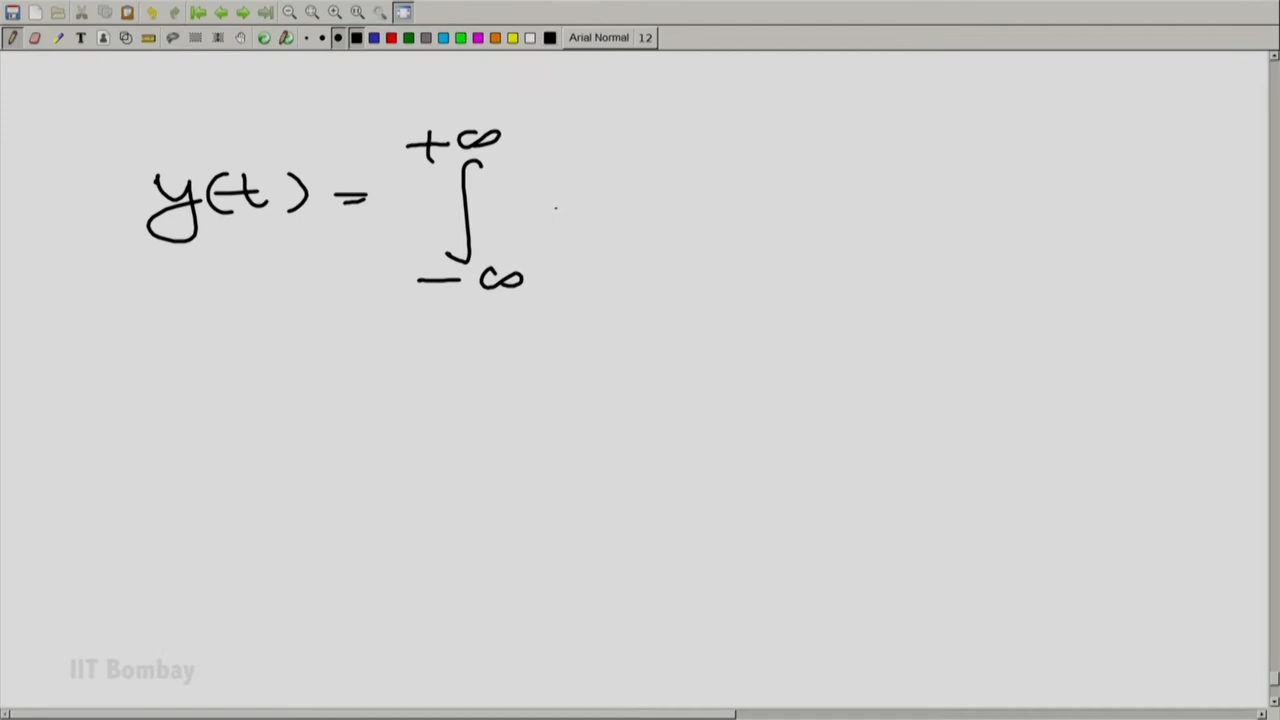 Arial Normal 12
y(t) = ∫_{-∞}^{+∞}
IIT Bombay